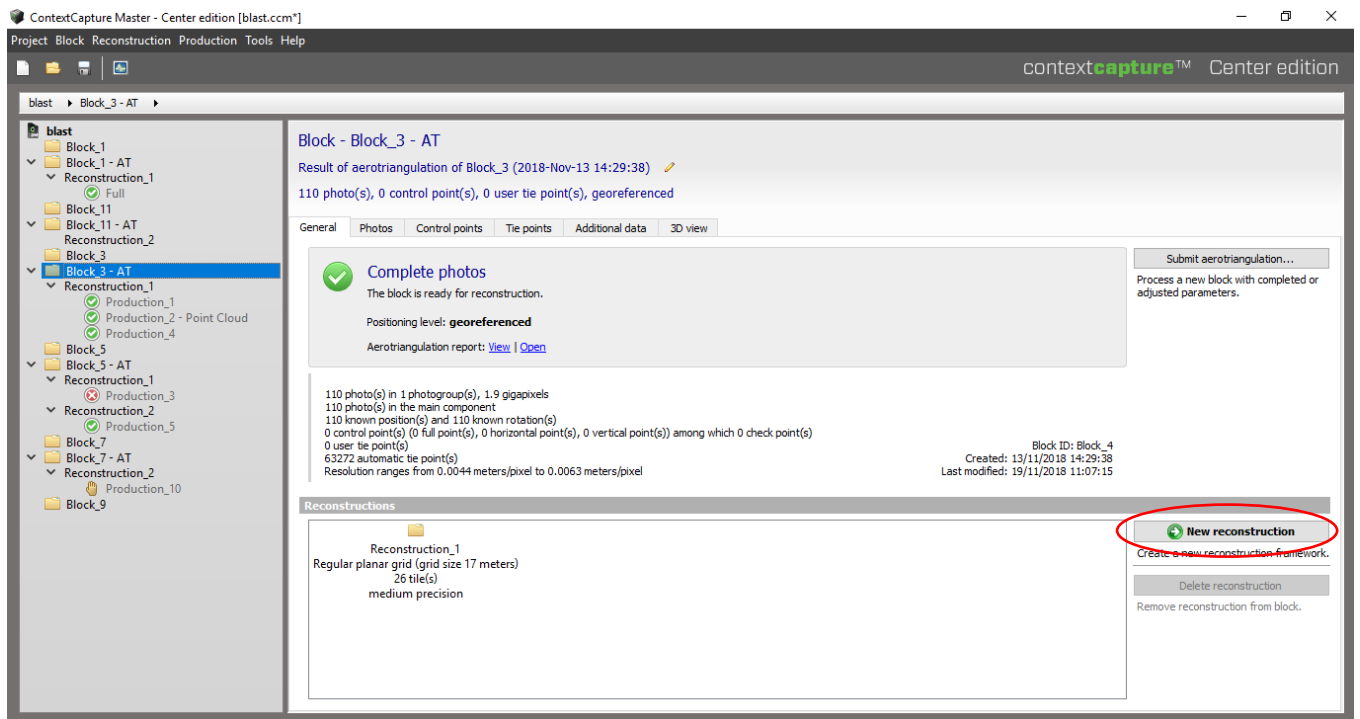 ContextCapture Master - Center edition [blast.ccm*]
Project Block Reconstruction Production Tools Help
contextcapture™ Center edition
blast Block_3 - AT
blast
Block_1
Block_1 - AT
Reconstruction_1
Full
Block_11
Block_11 - AT
Reconstruction_2
Block_3
Block_3 - AT
Reconstruction_1
Production_1
Production_2 - Point Cloud
Production_4
Block_5
Block_5 - AT
Reconstruction_1
Production_3
Reconstruction_2
Production_5
Block_7
Block_7 - AT
Reconstruction_2
Production_10
Block_9
Block - Block_3 - AT
Result of aerotriangulation of Block_3 (2018-Nov-13 14:29:38)
110 photo(s), 0 control point(s), 0 user tie point(s), georeferenced
General Photos Control points Tie points Additional data 3D view
Complete photos
The block is ready for reconstruction.
Positioning level: georeferenced
Aerotriangulation report: View | Open
Submit aerotriangulation...
Process a new block with completed or
adjusted parameters.
110 photo(s) in 1 photogroup(s), 1.9 gigapixels
110 photo(s) in the main component
110 known position(s) and 110 known rotation(s)
0 control point(s) (0 full point(s), 0 horizontal point(s), 0 vertical point(s)) among which 0 check point(s)
0 user tie point(s)
63272 automatic tie point(s)
Resolution ranges from 0.0044 meters/pixel to 0.0063 meters/pixel
Block ID: Block_4
Created: 13/11/2018 14:29:38
Last modified: 19/11/2018 11:07:15
Reconstructions
Reconstruction_1
Regular planar grid (grid size 17 meters)
26 tile(s)
medium precision
New reconstruction
Create a new reconstruction framework.
Delete reconstruction
Remove reconstruction from block.